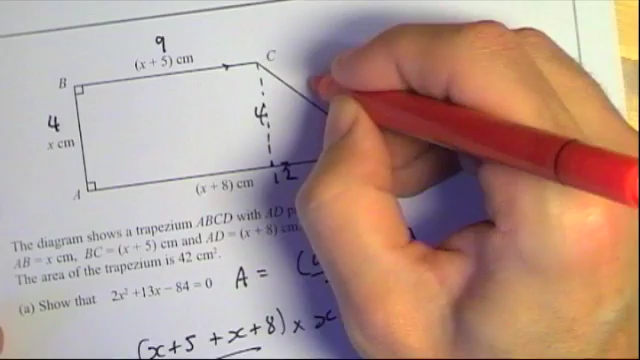 9
(x + 5) cm
C
B
4
4
x cm
(x + 8) cm
12
A
The diagram shows a trapezium ABCD with AD
AB = x cm, BC = (x + 5) cm and AD = (x + 8) cm
The area of the trapezium is 42 cm².
A =
(a) Show that 2x² +13x – 84 = 0
(x+5 + x+8) × x